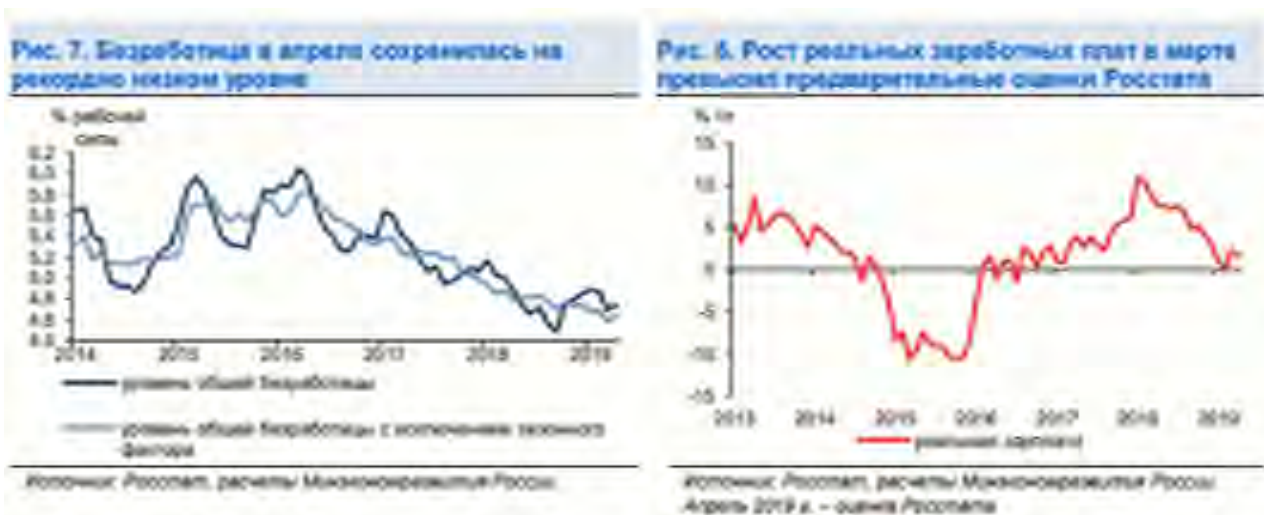 Рис. 7. Безработица в апреле сохранилась на
рекордно низком уровне
% рабочей
силы
6,2
6,0
5,8
5,6
5,4
5,2
5,0
4,8
4,6
4,4
2014 2015 2016 2017 2018 2019
уровень общей безработицы
уровень общей безработицы с исключением сезонного
фактора
Источник: Росстат, расчеты Минэкономразвития России.
Рис. 8. Рост реальных заработных плат в марте
превысил предварительные оценки Росстата
% гг
15
10
5
0
-5
-10
-15
2013 2014 2015 2016 2017 2018 2019
реальная зарплата
Источник: Росстат, расчеты Минэкономразвития России.
Апрель 2019 г. – оценка Росстата